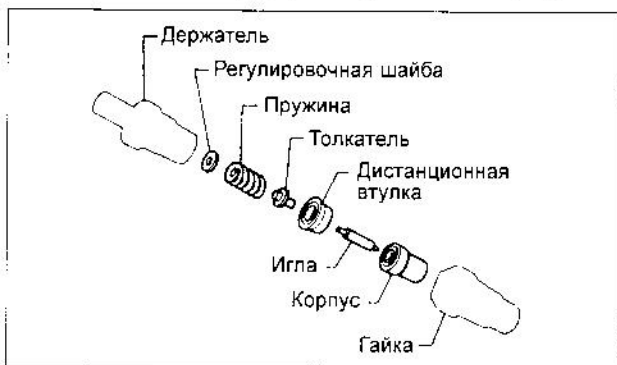 Держатель
Регулировочная шайба
Пружина
Толкатель
Дистанционная
втулка
Игла
Корпус
Гайка